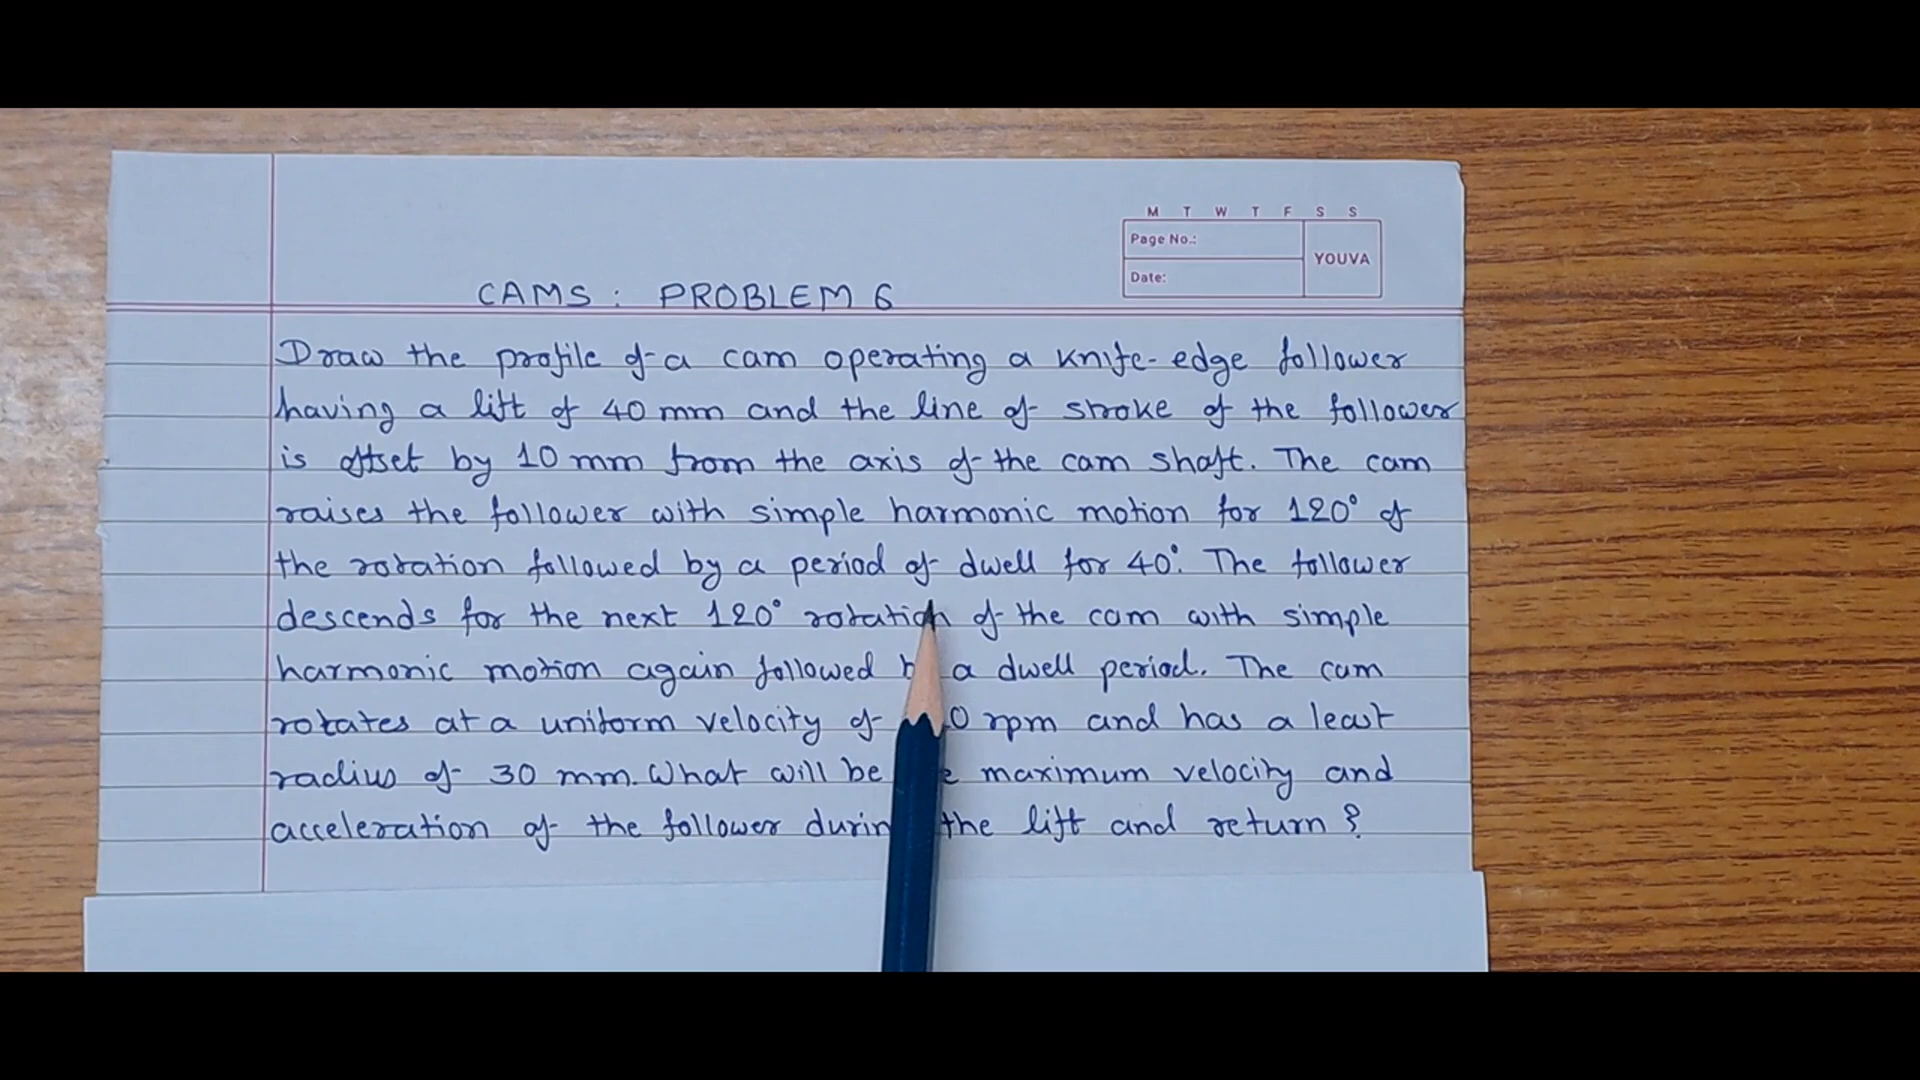 M T W T F S S
Page No.:
YOUVA
Date:
CAMS : PROBLEM 6
Draw the profile of a cam operating a knife-edge follower
having a lift of 40 mm and the line of stroke of the follower
is offset by 10 mm from the axis of the cam shaft. The cam
raises the follower with simple harmonic motion for 120° of
the rotation followed by a period of dwell for 40°. The follower
descends for the next 120° rotation of the cam with simple
harmonic motion again followed a dwell period. The cam
rotates at a uniform velocity of rpm and has a least
radius of 30 mm. What will be maximum velocity and
acceleration of the follower the lift and return ?